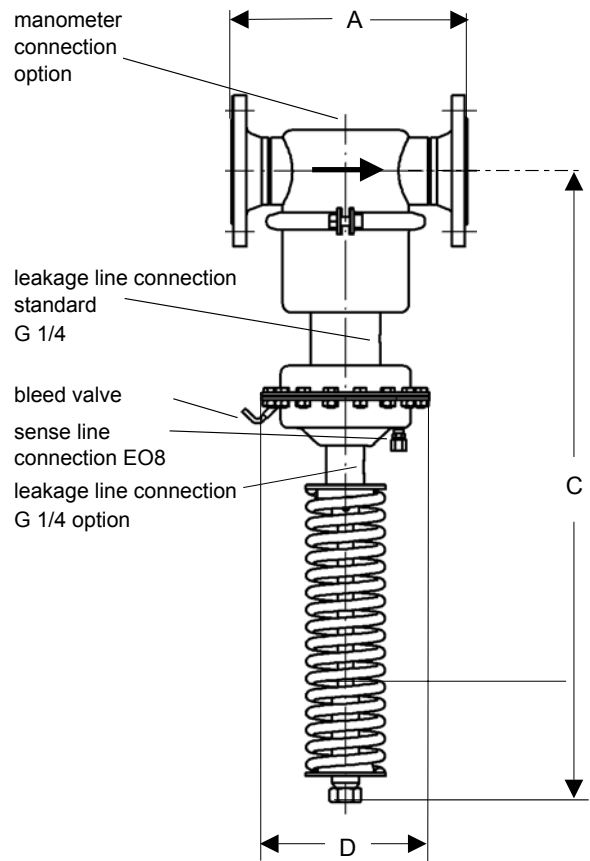 manometer
connection
option
A
leakage line connection
standard
G 1/4
bleed valve
sense line
connection EO8
leakage line connection
G 1/4 option
C
D